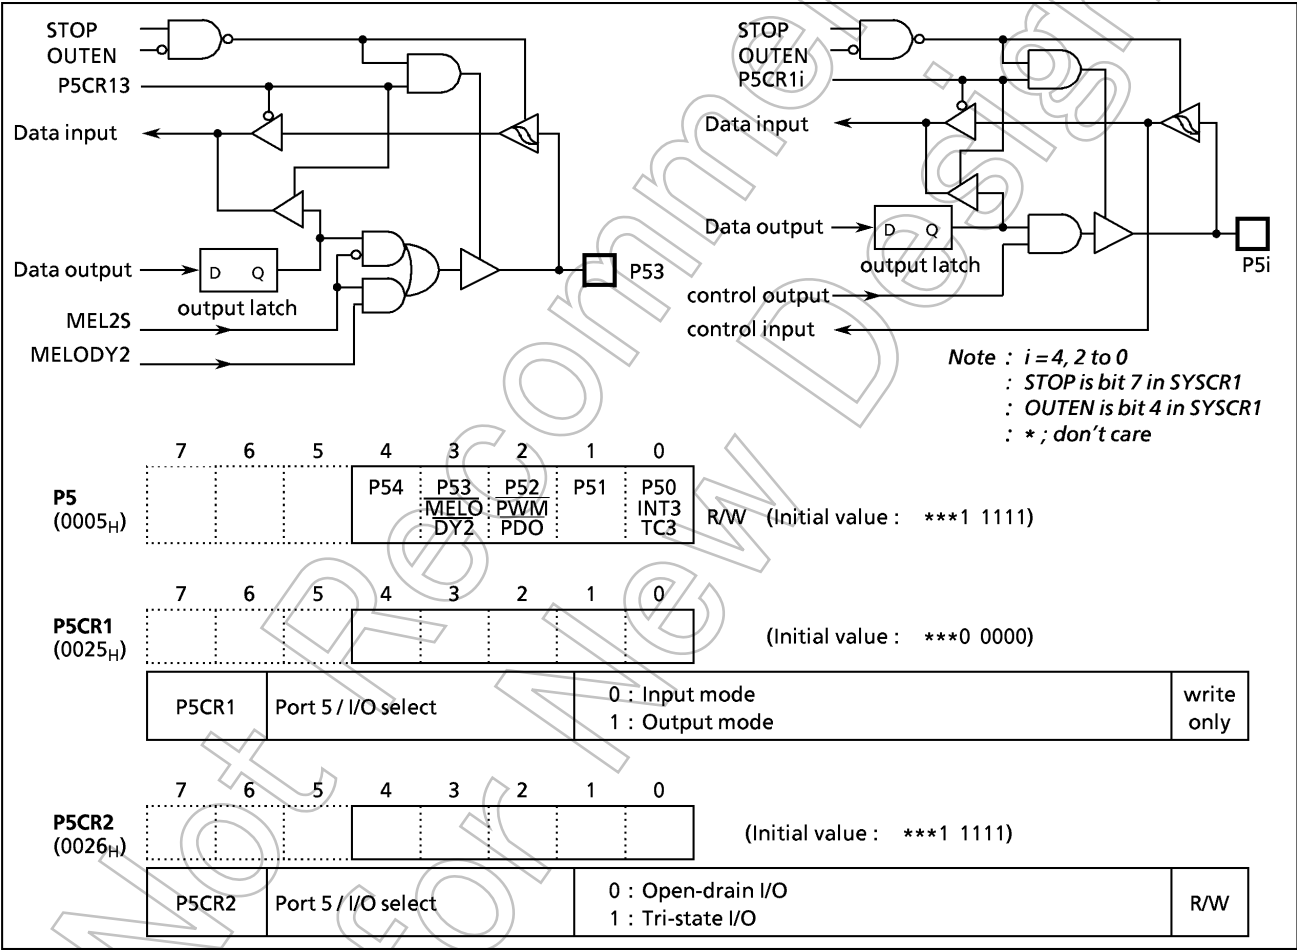 STOP
OUTEN
P5CR13
Data input
Data output
D Q
output latch
MEL2S
MELODY2
P53
STOP
OUTEN
P5CR1i
Data input
Data output
D Q
output latch
control output
control input
P5i
Note : i = 4, 2 to 0
: STOP is bit 7 in SYSCR1
: OUTEN is bit 4 in SYSCR1
: * ; don't care
7 6 5 4 3 2 1 0
P5
(0005H)
P54
P53
MELO
DY2
P52
PWM
PDO
P51
P50
INT3
TC3
R/W (Initial value : ***1 1111)
7 6 5 4 3 2 1 0
P5CR1
(0025H)
(Initial value : ***0 0000)
P5CR1 Port 5 / I/O select
0 : Input mode
1 : Output mode
write
only
7 6 5 4 3 2 1 0
P5CR2
(0026H)
(Initial value : ***1 1111)
P5CR2 Port 5 / I/O select
0 : Open-drain I/O
1 : Tri-state I/O
R/W
Not Recommen
for New Design